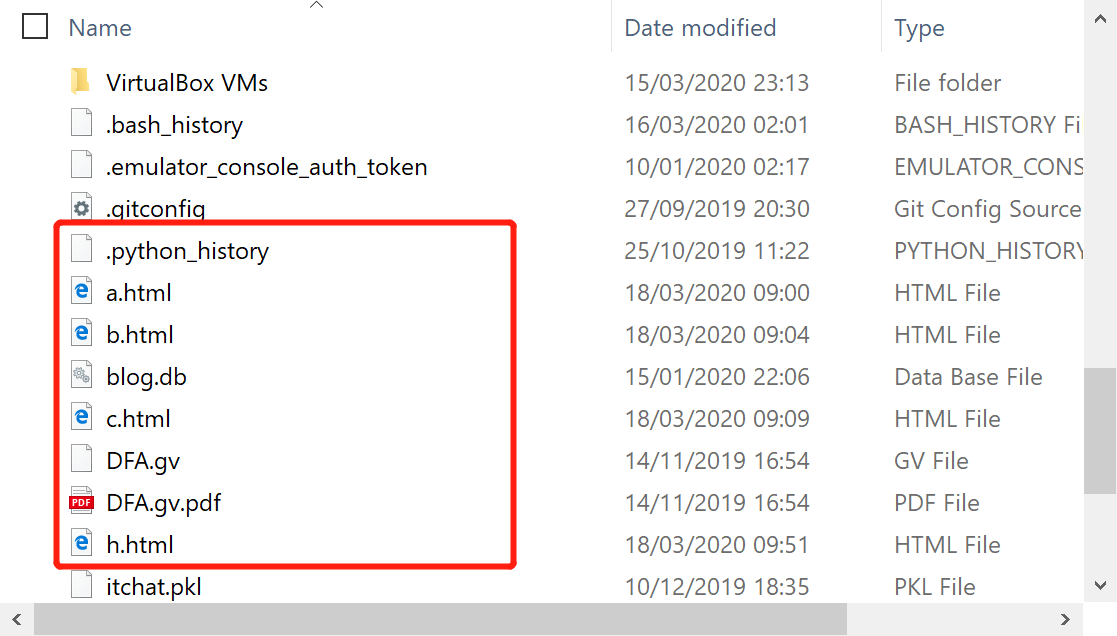 Name Date modified Type
VirtualBox VMs 15/03/2020 23:13 File folder
.bash_history 16/03/2020 02:01 BASH_HISTORY Fi
.emulator_console_auth_token 10/01/2020 02:17 EMULATOR_CONS
.gitconfig 27/09/2019 20:30 Git Config Source
.python_history 25/10/2019 11:22 PYTHON_HISTORY
a.html 18/03/2020 09:00 HTML File
b.html 18/03/2020 09:04 HTML File
blog.db 15/01/2020 22:06 Data Base File
c.html 18/03/2020 09:09 HTML File
DFA.gv 14/11/2019 16:54 GV File
PDF DFA.gv.pdf 14/11/2019 16:54 PDF File
h.html 18/03/2020 09:51 HTML File
itchat.pkl 10/12/2019 18:35 PKL File